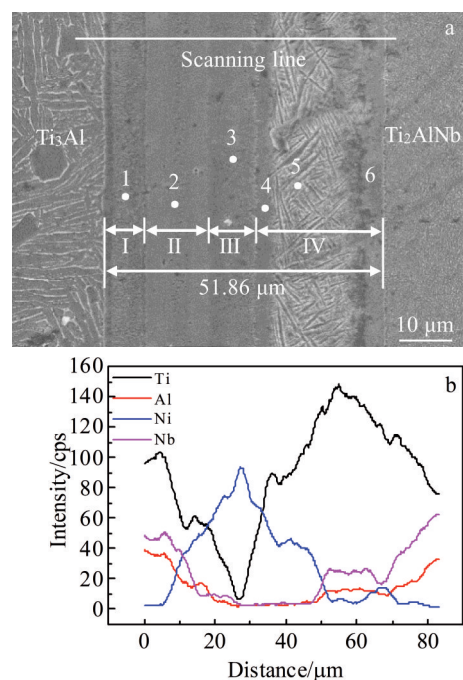 a
Scanning line
Ti₃Al
Ti₂AlNb
3
1
2
4
5
6
I
II
III
IV
51.86 μm
10 μm
b
160
140
120
100
80
60
40
20
0
Ti
Al
Ni
Nb
Intensity/cps
0 20 40 60 80
Distance/μm